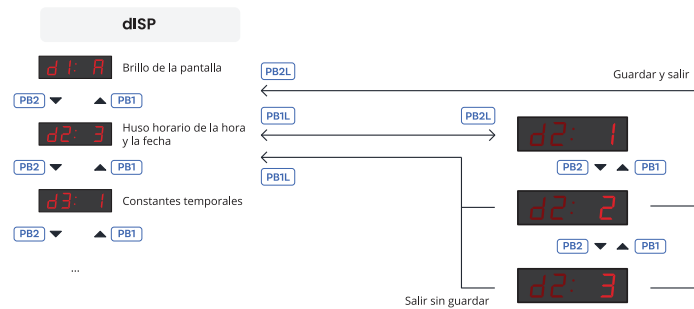 dISP
d1: A
Brillo de la pantalla
PB2L
Guardar y salir
PB2
PB1
PB1L
PB2L
d2: 3
Huso horario de la hora
y la fecha
d2: 1
PB2
PB1
PB1L
PB2
PB1
d3: 1
Constantes temporales
d2: 2
PB2
PB1
PB2
PB1
...
d2: 3
Salir sin guardar